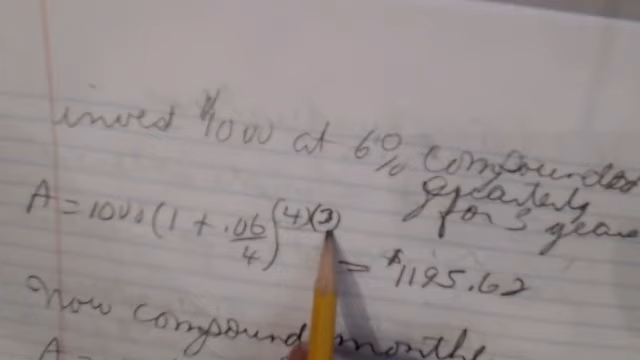 invest $1000 at 6% compounded
quarterly
for 3 years
A = 1000(1 + .06/4)^(4)(3) = $1195.62
Now compound monthly
A =